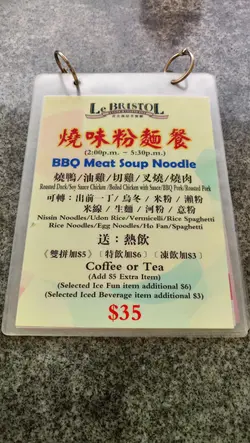 LE BRISTOL
燒味粉麵餐
(2:00p.m. ~ 5:30p.m.)
BBQ Meat Soup Noodle
燒鴨/油雞/切雞/叉燒/燒肉
Roasted Duck/Soy Sauce Chicken/Boiled Chicken with Sauce/BBQ Pork/Roasted Pork
可轉：出前一丁/烏冬/米粉/瀨粉
米線/生麵/河粉/意粉
Nissin Noodles/Udon Rice/Vermicelli/Rice Spaghetti
Rice Noodles/Egg Noodles/Ho Fan/Spaghetti
送：熱飲
《雙拼加$5》〔特飲加$6〕〔凍飲加$3〕
Coffee or Tea
(Add $5 Extra Item)
(Selected Ice Fun item additional $6)
(Selected Iced Beverage item additional $3)
$35